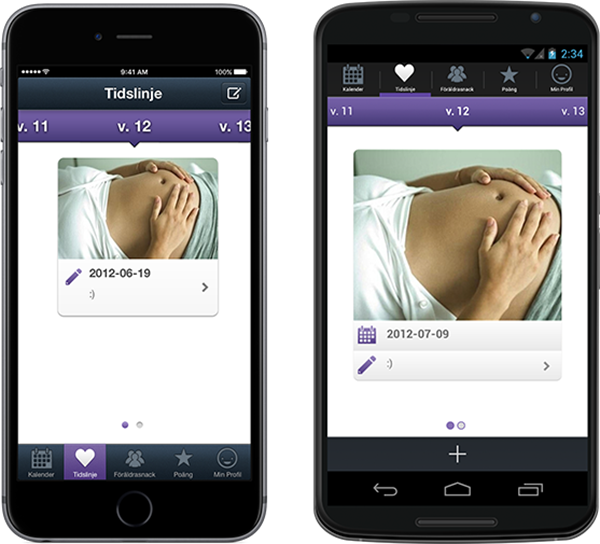 9:41 AM 100%
Tidslinje
v. 11 v. 12 v. 13
2012-06-19
:)
Kalender Tidslinje Föräldrasnack Poäng Min Profil
2:34
Kalender Tidslinje Föräldrasnack Poäng Min Profil
v. 11 v. 12 v. 13
2012-07-09
:)